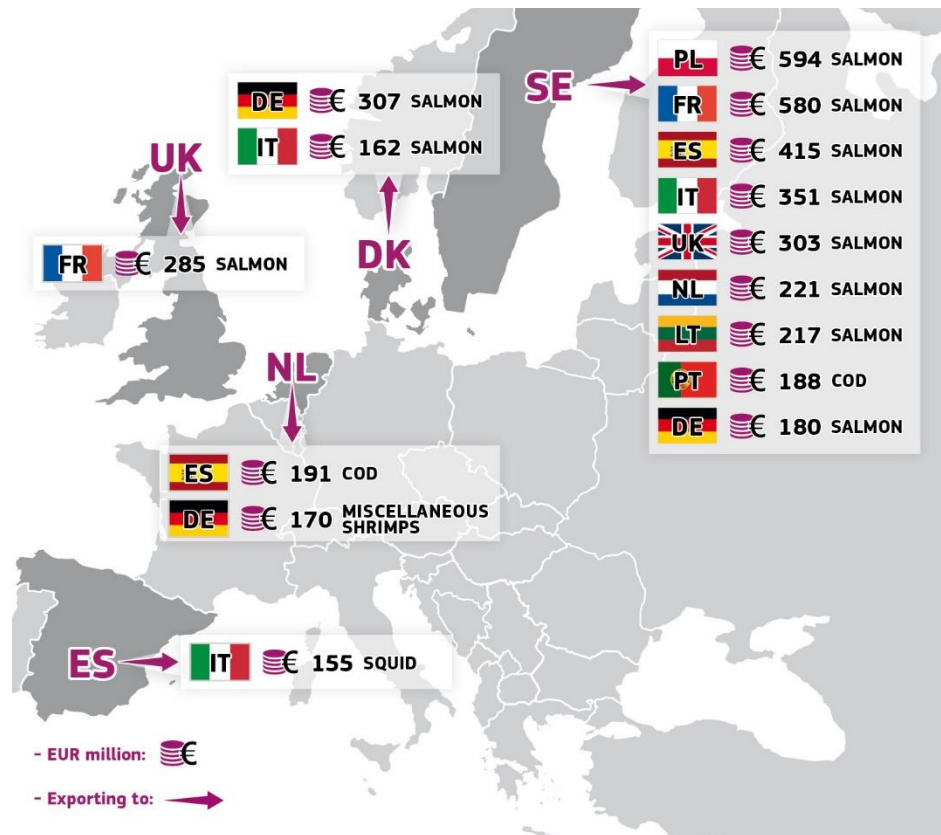 SE
PL € 594 SALMON
FR € 580 SALMON
ES € 415 SALMON
IT € 351 SALMON
UK € 303 SALMON
NL € 221 SALMON
LT € 217 SALMON
PT € 188 COD
DE € 180 SALMON
DE € 307 SALMON
IT € 162 SALMON
DK
UK
FR € 285 SALMON
NL
ES € 191 COD
DE € 170 MISCELLANEOUS
SHRIMPS
ES
IT € 155 SQUID
- EUR million: €
- Exporting to: